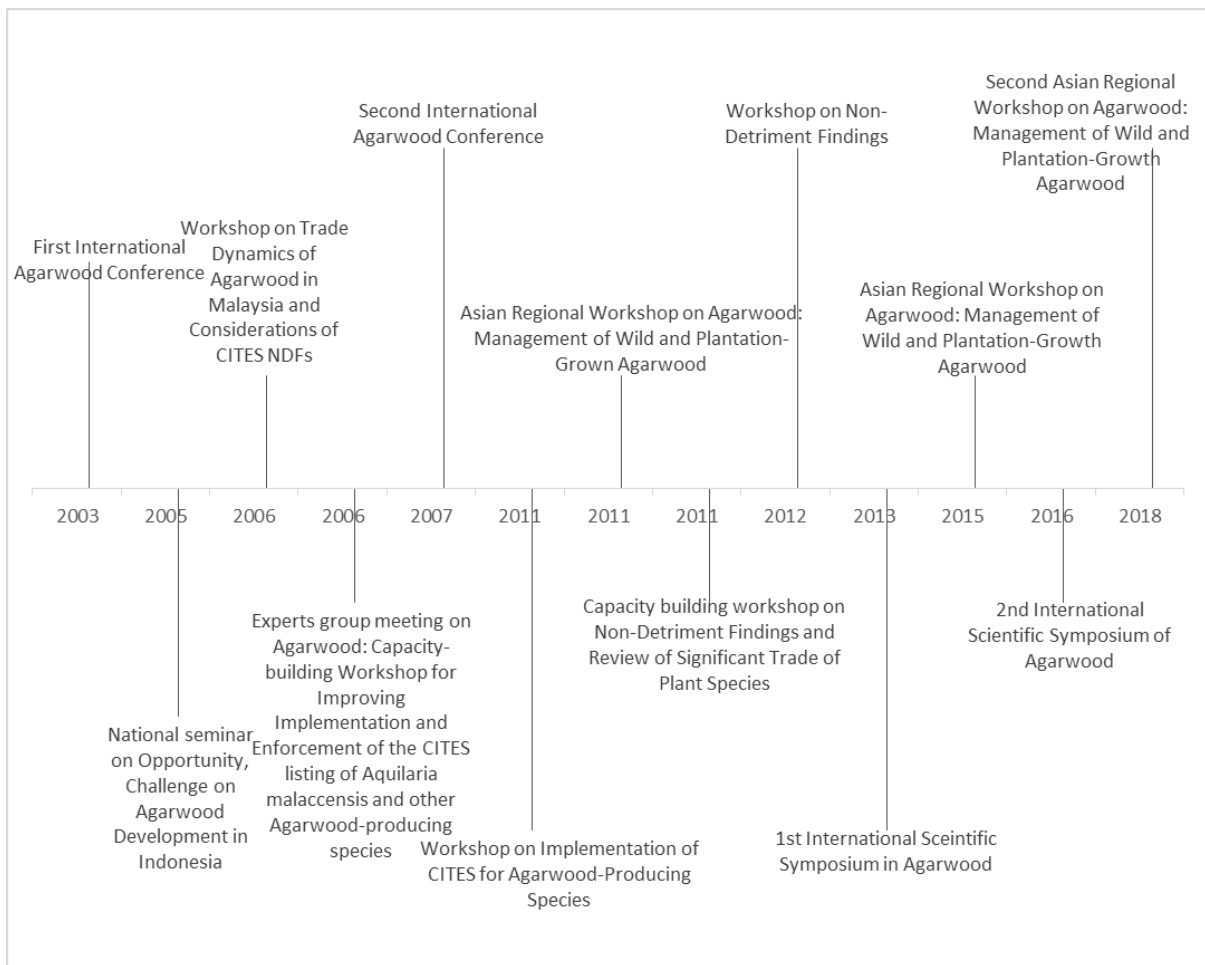 First International
Agarwood Conference
Workshop on Trade
Dynamics of
Agarwood in
Malaysia and
Considerations of
CITES NDFs
Second International
Agarwood Conference
Asian Regional Workshop on Agarwood:
Management of Wild and Plantation-
Grown Agarwood
Workshop on Non-
Detriment Findings
Asian Regional Workshop on
Agarwood: Management of
Wild and Plantation-Growth
Agarwood
Second Asian Regional
Workshop on Agarwood:
Management of Wild and
Plantation-Growth
Agarwood
2003 2005 2006 2006 2007 2011 2011 2011 2012 2013 2015 2016 2018
National seminar
on Opportunity,
Challenge on
Agarwood
Development in
Indonesia
Experts group meeting on
Agarwood: Capacity-
building Workshop for
Improving
Implementation and
Enforcement of the CITES
listing of Aquilaria
malaccensis and other
Agarwood-producing
species
Workshop on Implementation of
CITES for Agarwood-Producing
Species
Capacity building workshop on
Non-Detriment Findings and
Review of Significant Trade of
Plant Species
1st International Sceintific
Symposium in Agarwood
2nd International
Scientific Symposium of
Agarwood